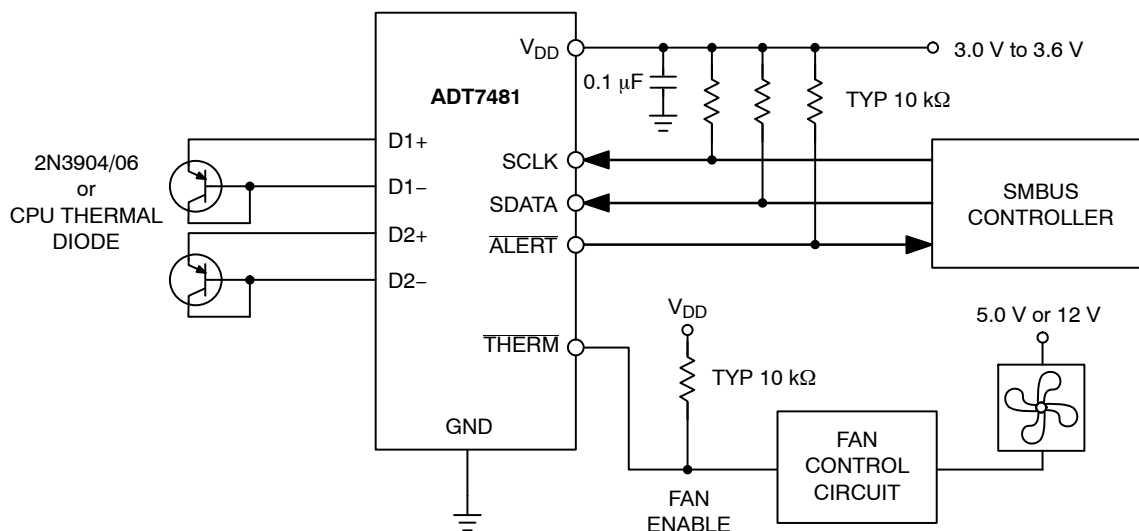 V_DD
3.0 V to 3.6 V
0.1 μF
ADT7481
TYP 10 kΩ
D1+
2N3904/06
or
CPU THERMAL
DIODE
SCLK
D1−
SMBUS
CONTROLLER
SDATA
D2+
ALERT
D2−
V_DD
5.0 V or 12 V
THERM
TYP 10 kΩ
GND
FAN
CONTROL
CIRCUIT
FAN
ENABLE